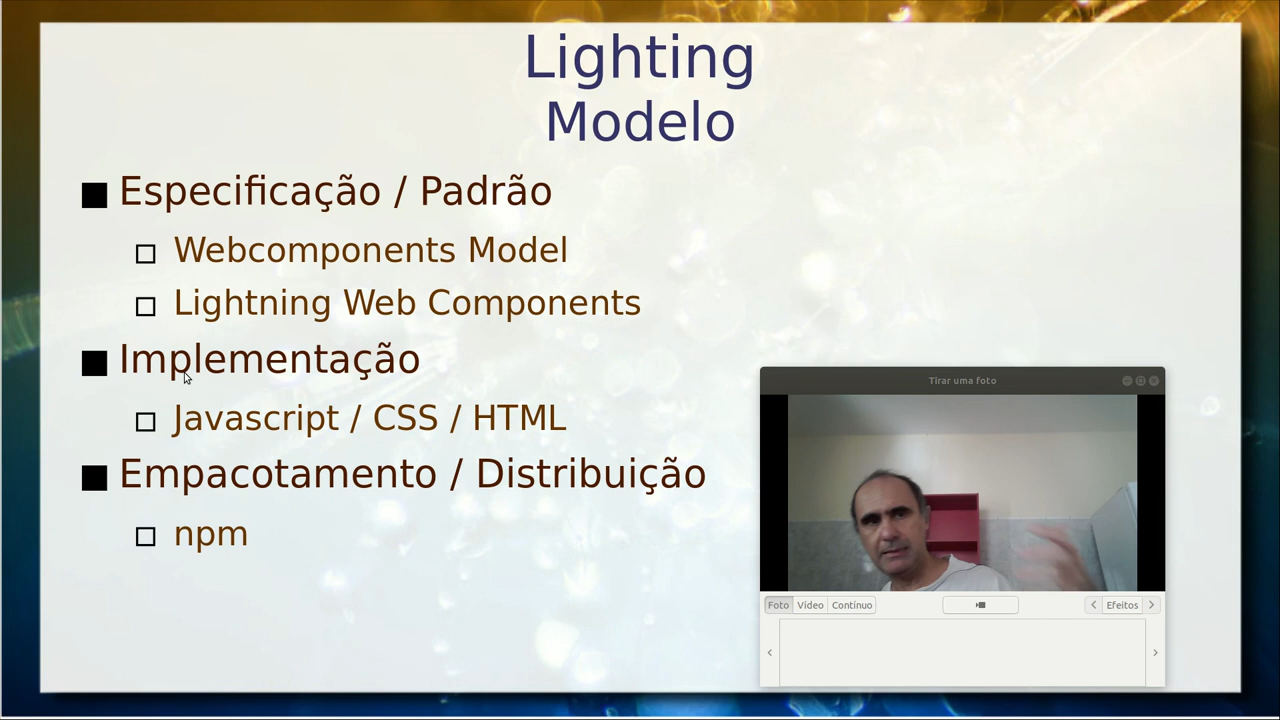 Lighting
Modelo
Especificação / Padrão
Webcomponents Model
Lightning Web Components
Implementação
Javascript / CSS / HTML
Empacotamento / Distribuição
npm
Tirar uma foto
Foto Vídeo Contínuo Efeitos